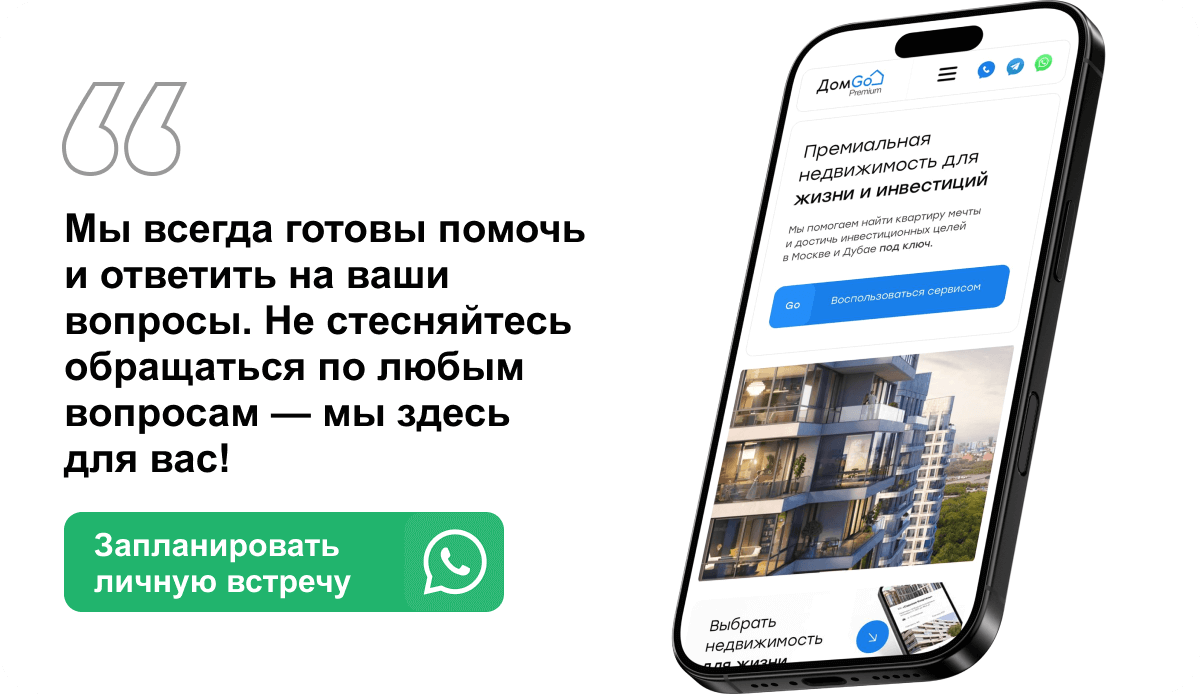 Мы всегда готовы помочь
и ответить на ваши
вопросы. Не стесняйтесь
обращаться по любым
вопросам — мы здесь
для вас!
Запланировать
личную встречу
ДомGo
Premium
Премиальная
недвижимость для
жизни и инвестиций
Мы помогаем найти квартиру мечты
и достичь инвестиционных целей
в Москве и Дубае под ключ.
Go Воспользоваться сервисом
Выбрать
недвижимость
для жизни